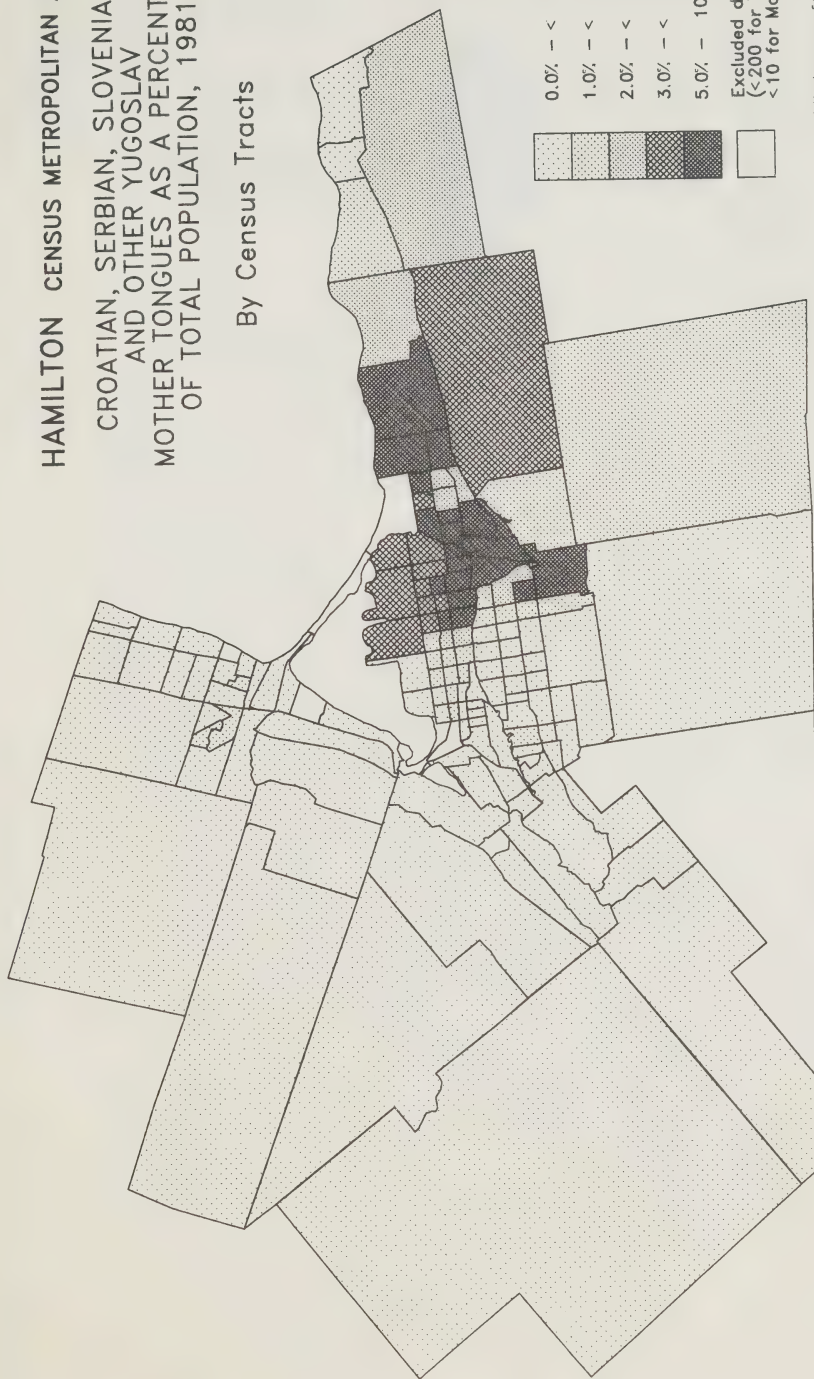 HAMILTON CENSUS METROPOLITAN
CROATIAN, SERBIAN, SLOVENIA
AND OTHER YUGOSLAV
MOTHER TONGUES AS A PERCENT
OF TOTAL POPULATION, 1981
By Census Tracts
0.0% - <
1.0% - <
2.0% - <
3.0% - <
5.0% - 10
Excluded d
(<200 for
<10 for Mo